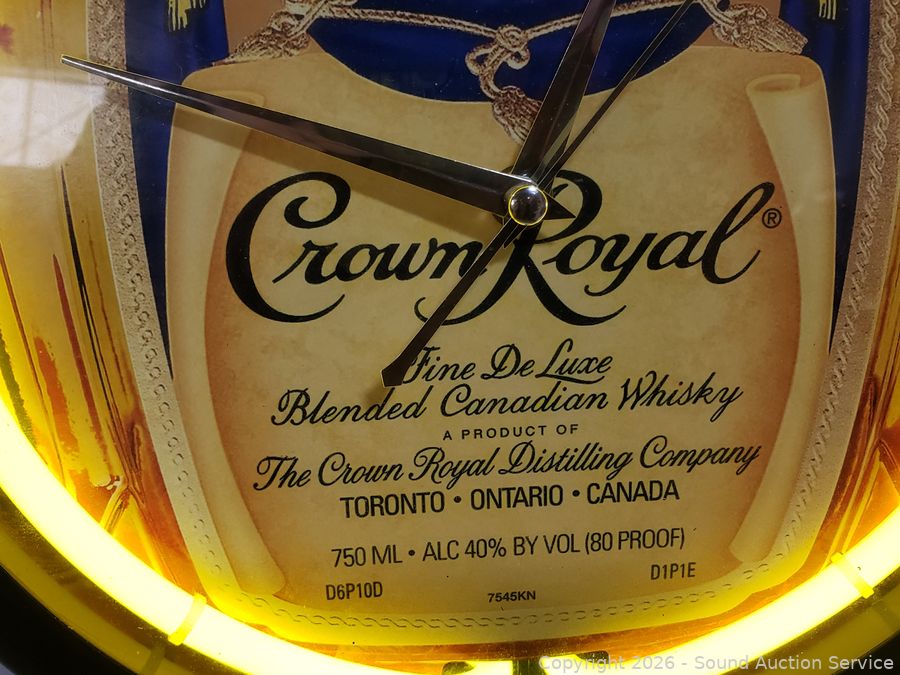 Crown Royal®
Fine De Luxe
Blended Canadian Whisky
A PRODUCT OF
The Crown Royal Distilling Company
TORONTO • ONTARIO • CANADA
750 ML • ALC 40% BY VOL (80 PROOF)
D6P10D D1P1E
7545KN
Copyright 2026 - Sound Auction Service